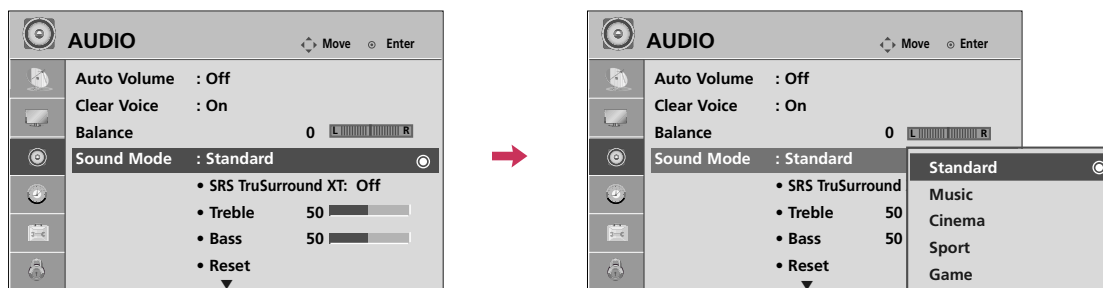 AUDIO
Move Enter
Auto Volume : Off
Clear Voice : On
Balance 0 L R
Sound Mode : Standard
• SRS TruSurround XT: Off
• Treble 50
• Bass 50
• Reset
AUDIO
Move Enter
Auto Volume : Off
Clear Voice : On
Balance 0 L R
Sound Mode : Standard
• SRS TruSurround
• Treble 50
• Bass 50
• Reset
Standard
Music
Cinema
Sport
Game